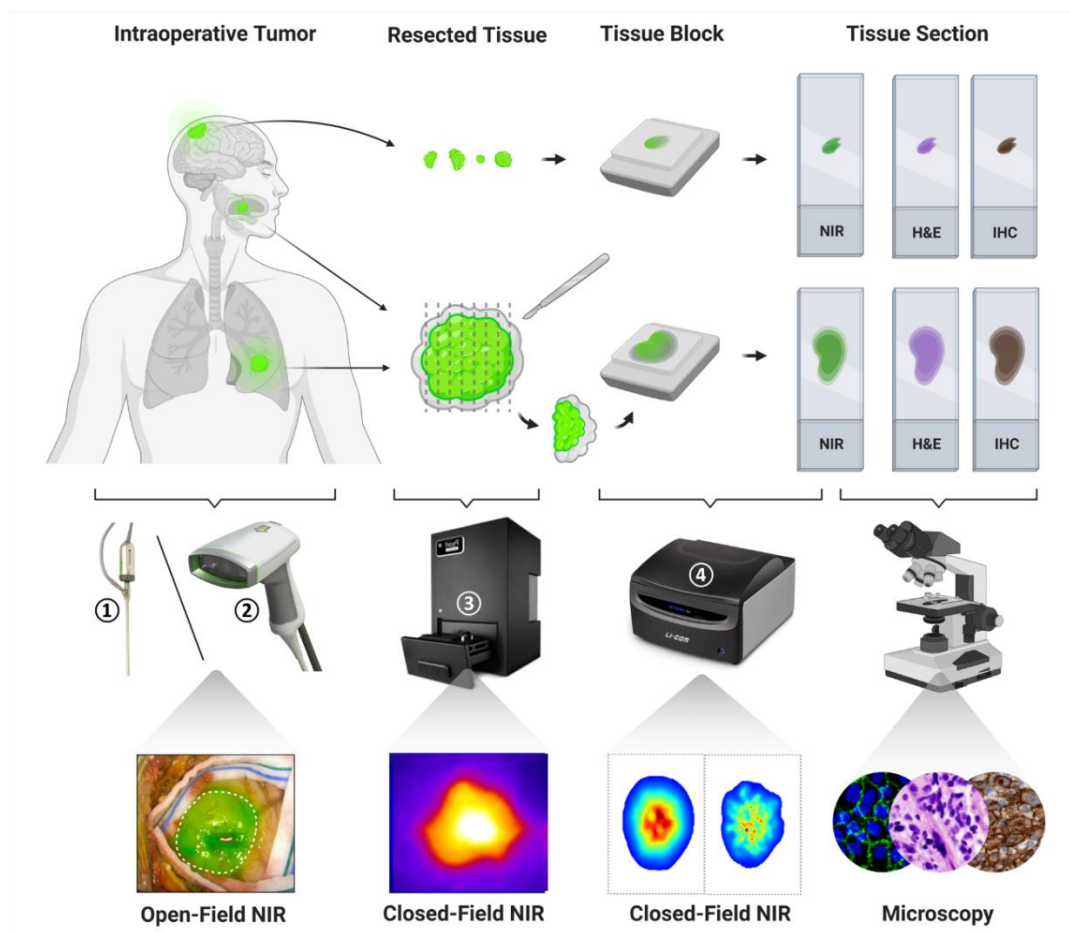 Intraoperative Tumor
Resected Tissue
Tissue Block
Tissue Section
NIR
H&E
IHC
NIR
H&E
IHC
1
2
3
4
LI-COR
Open-Field NIR
Closed-Field NIR
Closed-Field NIR
Microscopy